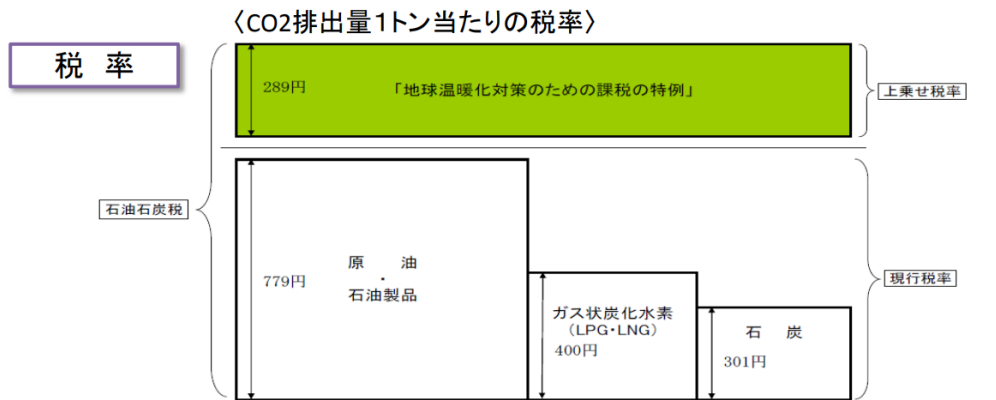 〈CO2排出量1トン当たりの税率〉
税 率
289円
「地球温暖化対策のための課税の特例」
上乗せ税率
石油石炭税
779円
原 油
・
石油製品
ガス状炭化水素
(LPG・LNG)
400円
石 炭
301円
現行税率